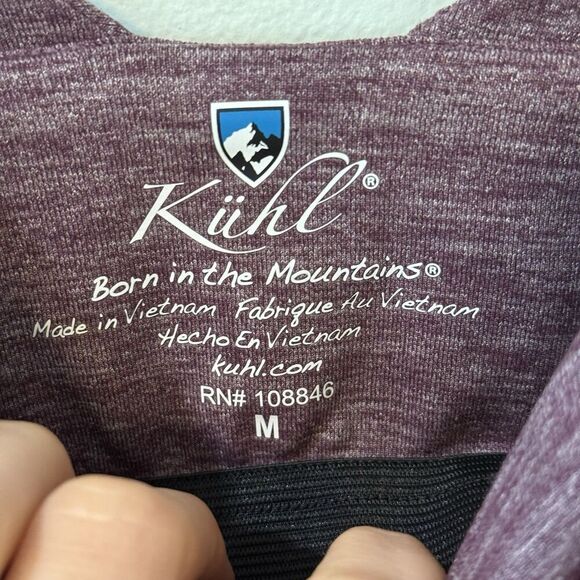 Kühl®
Born in the Mountains®
Made in Vietnam Fabrique Au Vietnam
Hecho En Vietnam
kuhl.com
RN# 108846
M